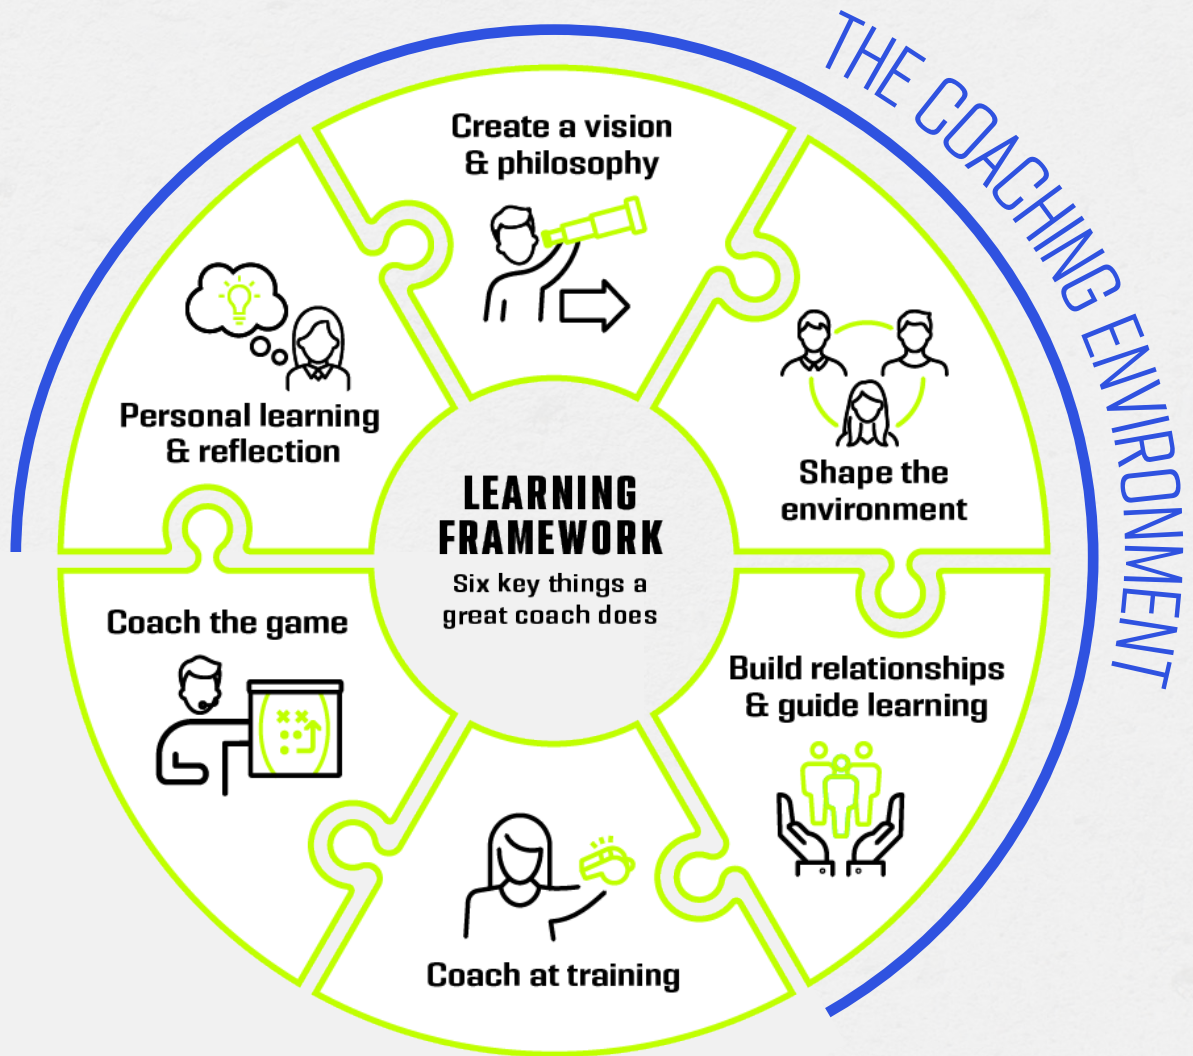 THE COACHING ENVIRONMENT
Create a vision
& philosophy
Shape the
environment
Build relationships
& guide learning
Coach at training
Coach the game
Personal learning
& reflection
LEARNING
FRAMEWORK
Six key things a
great coach does